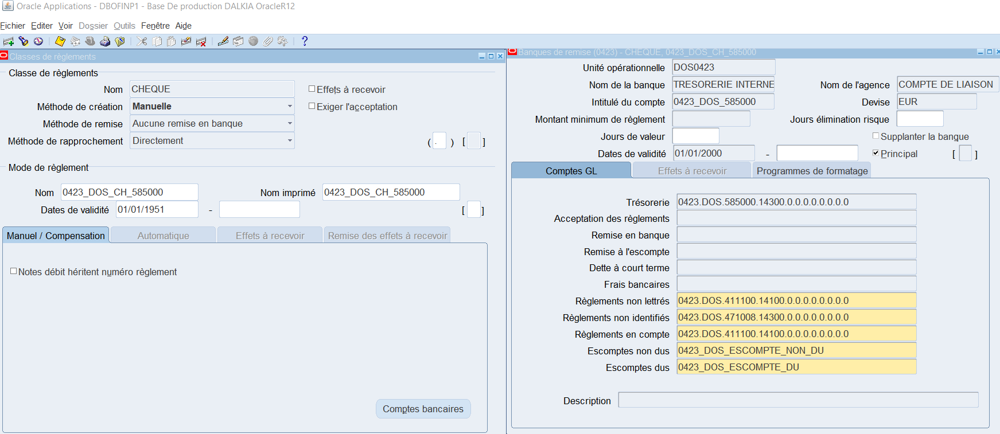 Oracle Applications - DBOFINP1 - Base De production DALKIA OracleR12
Fichier Editer Voir Dossier Outils Fenêtre Aide
Classes de règlements
Classe de règlements
Nom CHEQUE
Effets à recevoir
Méthode de création Manuelle
Exiger l'acceptation
Méthode de remise Aucune remise en banque
Méthode de rapprochement Directement
( . ) [ ]
Mode de règlement
Nom 0423_DOS_CH_585000
Nom imprimé 0423_DOS_CH_585000
Dates de validité 01/01/1951 -
[ ]
Manuel / Compensation
Automatique
Effets à recevoir
Remise des effets à recevoir
Notes débit héritent numéro règlement
Comptes bancaires
Banques de remise (0423) - CHEQUE, 0423_DOS_CH_585000
Unité opérationnelle DOS0423
Nom de la banque TRESORERIE INTERNE
Nom de l'agence COMPTE DE LIAISON
Intitulé du compte 0423_DOS_585000
Devise EUR
Montant minimum de règlement
Jours élimination risque
Jours de valeur
Supplanter la banque
Dates de validité 01/01/2000 -
Principal [ ]
Comptes GL
Effets à recevoir
Programmes de formatage
Trésorerie 0423.DOS.585000.14300.0.0.0.0.0.0.0.0
Acceptation des règlements
Remise en banque
Remise à l'escompte
Dette à court terme
Frais bancaires
Règlements non lettrés 0423.DOS.411100.14100.0.0.0.0.0.0.0.0
Règlements non identifiés 0423.DOS.471008.14300.0.0.0.0.0.0.0.0
Règlements en compte 0423.DOS.411100.14100.0.0.0.0.0.0.0.0
Escomptes non dus 0423_DOS_ESCOMPTE_NON_DU
Escomptes dus 0423_DOS_ESCOMPTE_DU
Description